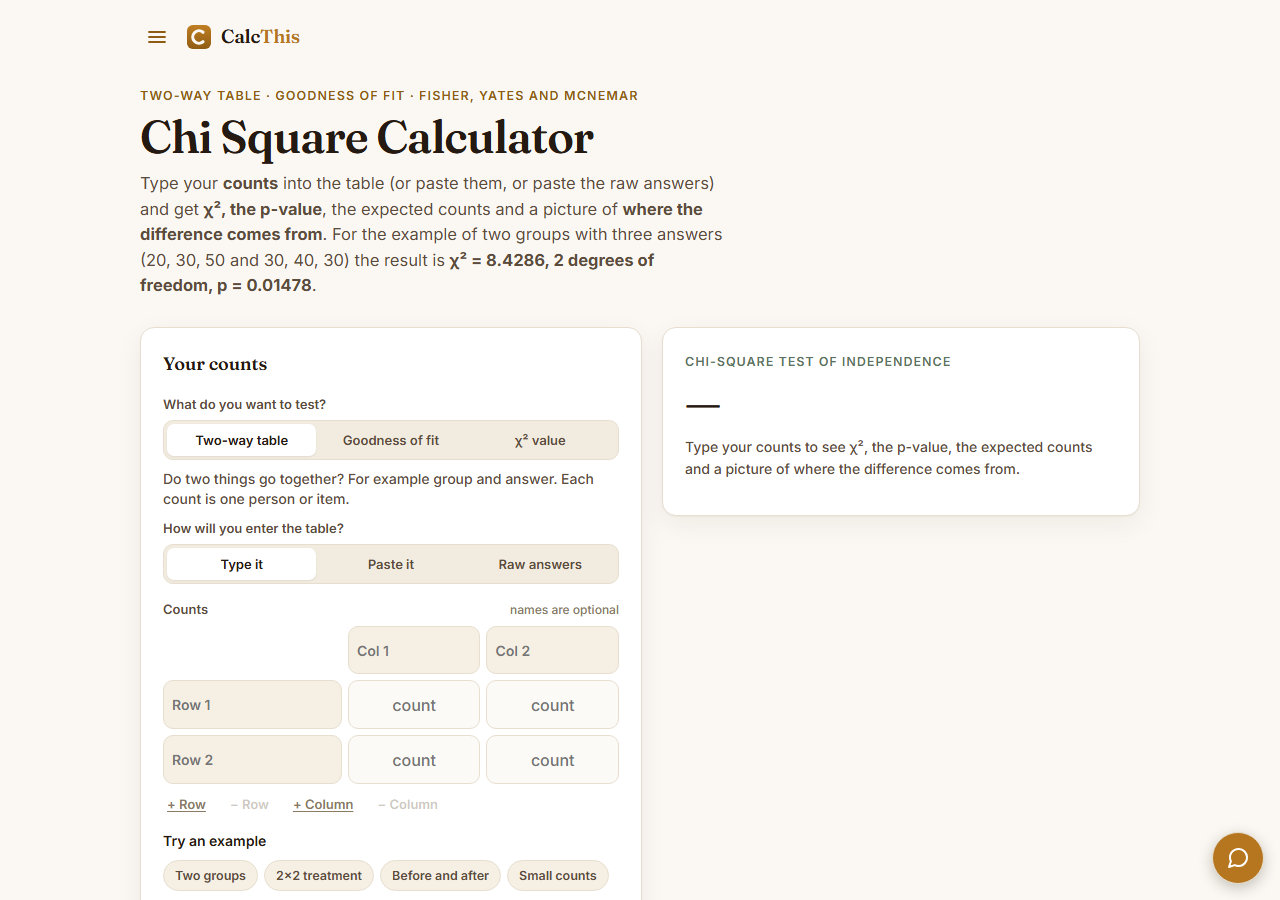 CalcThis
TWO-WAY TABLE · GOODNESS OF FIT · FISHER, YATES AND MCNEMAR
Chi Square Calculator
Type your counts into the table (or paste them, or paste the raw answers)
and get χ², the p-value, the expected counts and a picture of where the
difference comes from. For the example of two groups with three answers
(20, 30, 50 and 30, 40, 30) the result is χ² = 8.4286, 2 degrees of
freedom, p = 0.01478.
Your counts
What do you want to test?
Two-way table Goodness of fit χ² value
Do two things go together? For example group and answer. Each
count is one person or item.
How will you enter the table?
Type it Paste it Raw answers
Counts names are optional
Col 1 Col 2
Row 1 count count
Row 2 count count
+ Row − Row + Column − Column
Try an example
Two groups 2×2 treatment Before and after Small counts
CHI-SQUARE TEST OF INDEPENDENCE
—
Type your counts to see χ², the p-value, the expected counts
and a picture of where the difference comes from.